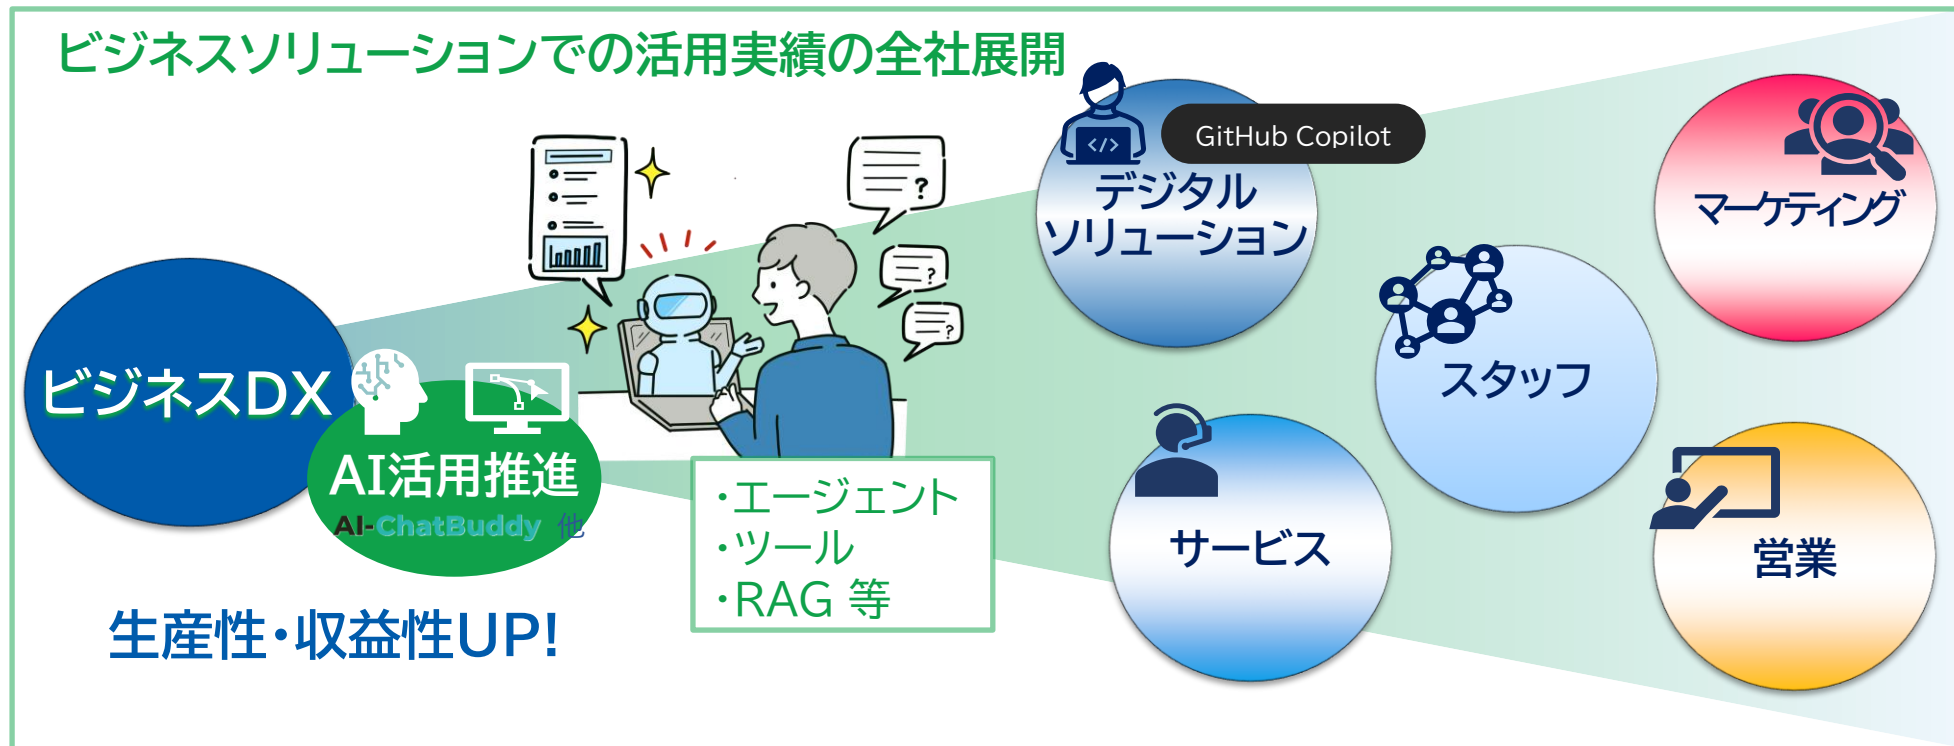 ビジネスソリューションでの活用実績の全社展開
GitHub Copilot
デジタル
ソリューション
マーケティング
スタッフ
ビジネスDX
AI活用推進
AI-ChatBuddy 他
・エージェント
・ツール
・RAG 等
サービス
営業
生産性・収益性UP!
?
?
?
</>